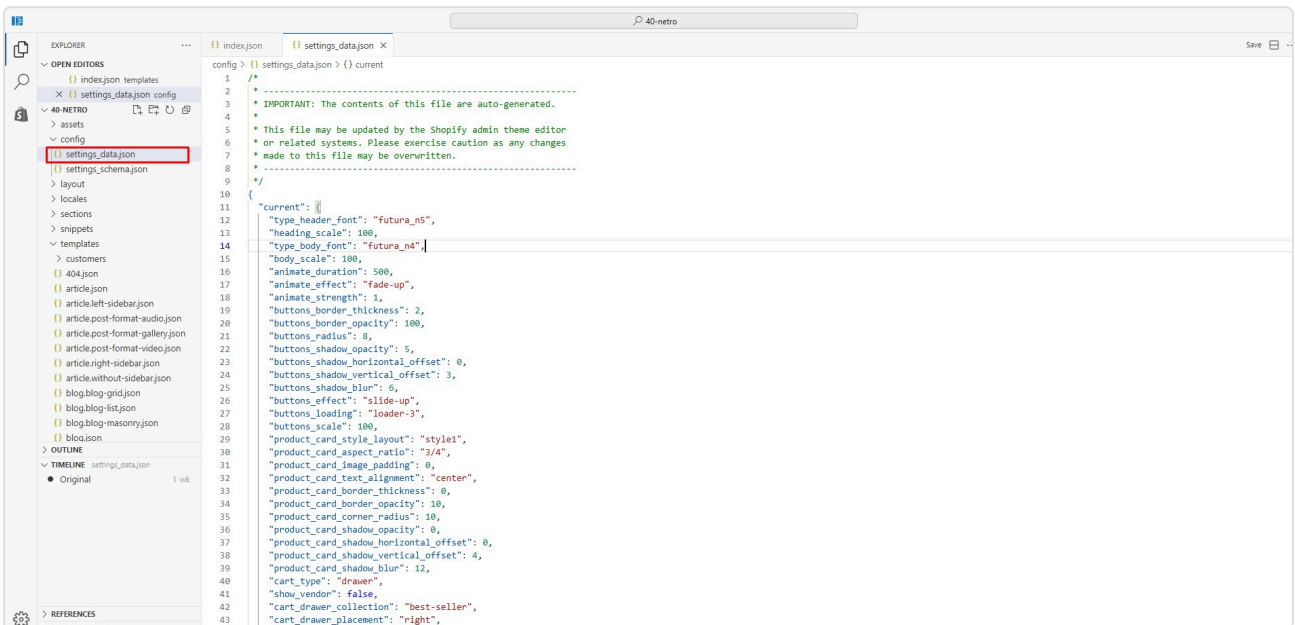 40-netro
EXPLORER
OPEN EDITORS
{} index.json templates
{} settings_data.json config
40-NETRO
assets
config
{} settings_data.json
{} settings_schema.json
layout
locales
sections
snippets
templates
customers
{} 404.json
{} article.json
{} article.left-sidebar.json
{} article.post-format-audio.json
{} article.post-format-gallery.json
{} article.post-format-video.json
{} article.right-sidebar.json
{} article.without-sidebar.json
{} blog.blog-grid.json
{} blog.blog-list.json
{} blog.blog-masonry.json
{} blog.json
OUTLINE
TIMELINE settings_data.json
Original 1 wk
REFERENCES
{} index.json {} settings_data.json Save
config > {} settings_data.json > {} current
1 /*
2 * ------------------------------------------------------------
3 * IMPORTANT: The contents of this file are auto-generated.
4 *
5 * This file may be updated by the Shopify admin theme editor
6 * or related systems. Please exercise caution as any changes
7 * made to this file may be overwritten.
8 * ------------------------------------------------------------
9 */
10 {
11 "current": {
12 "type_header_font": "futura_n5",
13 "heading_scale": 100,
14 "type_body_font": "futura_n4",
15 "body_scale": 100,
16 "animate_duration": 500,
17 "animate_effect": "fade-up",
18 "animate_strength": 1,
19 "buttons_border_thickness": 2,
20 "buttons_border_opacity": 100,
21 "buttons_radius": 8,
22 "buttons_shadow_opacity": 5,
23 "buttons_shadow_horizontal_offset": 0,
24 "buttons_shadow_vertical_offset": 3,
25 "buttons_shadow_blur": 6,
26 "buttons_effect": "slide-up",
27 "buttons_loading": "loader-3",
28 "buttons_scale": 100,
29 "product_card_style_layout": "style1",
30 "product_card_aspect_ratio": "3/4",
31 "product_card_image_padding": 0,
32 "product_card_text_alignment": "center",
33 "product_card_border_thickness": 0,
34 "product_card_border_opacity": 10,
35 "product_card_corner_radius": 10,
36 "product_card_shadow_opacity": 0,
37 "product_card_shadow_horizontal_offset": 0,
38 "product_card_shadow_vertical_offset": 4,
39 "product_card_shadow_blur": 12,
40 "cart_type": "drawer",
41 "show_vendor": false,
42 "cart_drawer_collection": "best-seller",
43 "cart_drawer_placement": "right",